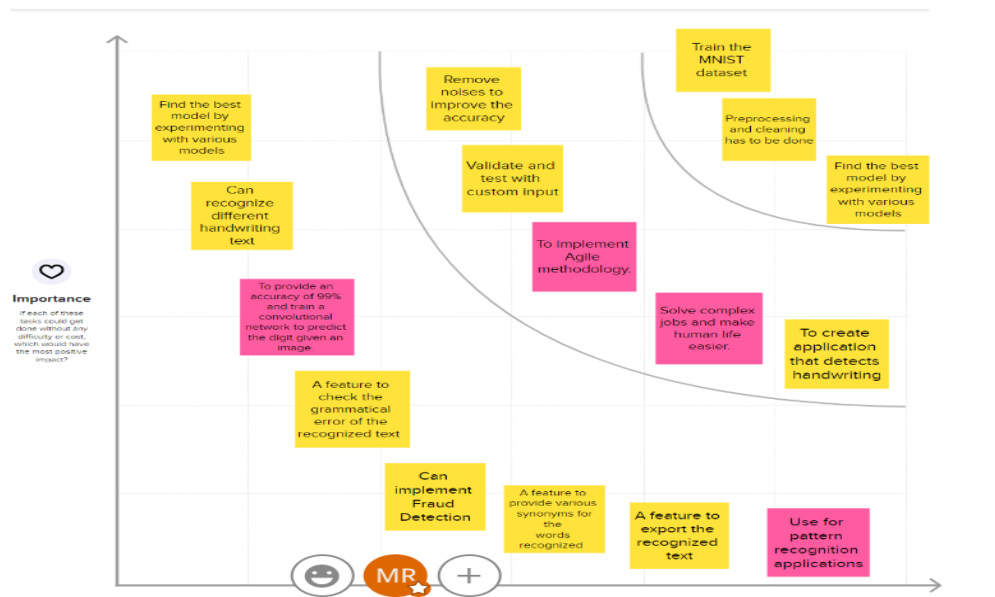 Train the
MNIST
dataset
Remove
noises to
improve the
accuracy
Find the best
model by
experimenting
with various
models
Preprocessing
and cleaning
has to be done
Validate and
test with
custom input
Find the best
model by
experimenting
with various
models
Can
recognize
different
handwriting
text
To implement
Agile
methodology.
Importance
If each of these
tasks could get
done without any
difficulty or cost,
which would have
the most positive
impact?
To provide an
accuracy of 99%
and train a
convolutional
network to predict
the digit given an
image.
Solve complex
jobs and make
human life
easier.
To create
application
that detects
handwriting
A feature to
check the
grammatical
error of the
recognized text
Can
implement
Fraud
Detection
A feature to
provide various
synonyms for
the
words
recognized
A feature to
export the
recognized
text
Use for
pattern
recognition
applications
MR